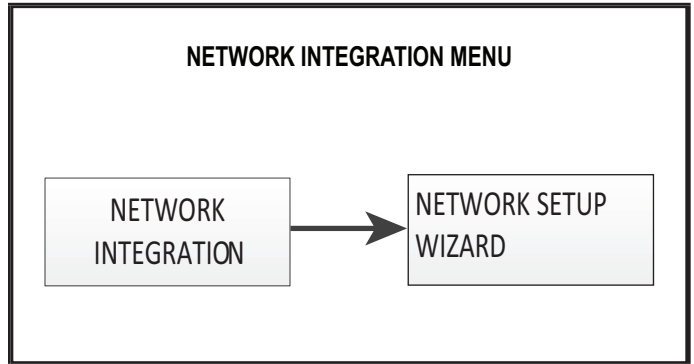 NETWORK INTEGRATION MENU
NETWORK
INTEGRATION
NETWORK SETUP
WIZARD